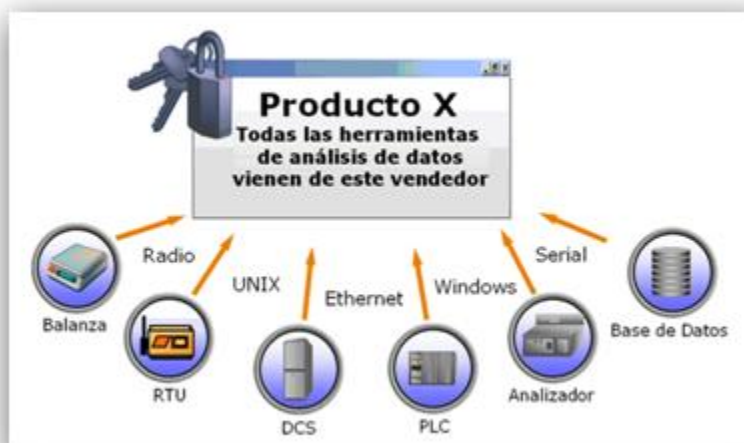 Producto X
Todas las herramientas
de análisis de datos
vienen de este vendedor
Radio
UNIX
Ethernet
Windows
Serial
Balanza
RTU
DCS
PLC
Analizador
Base de Datos